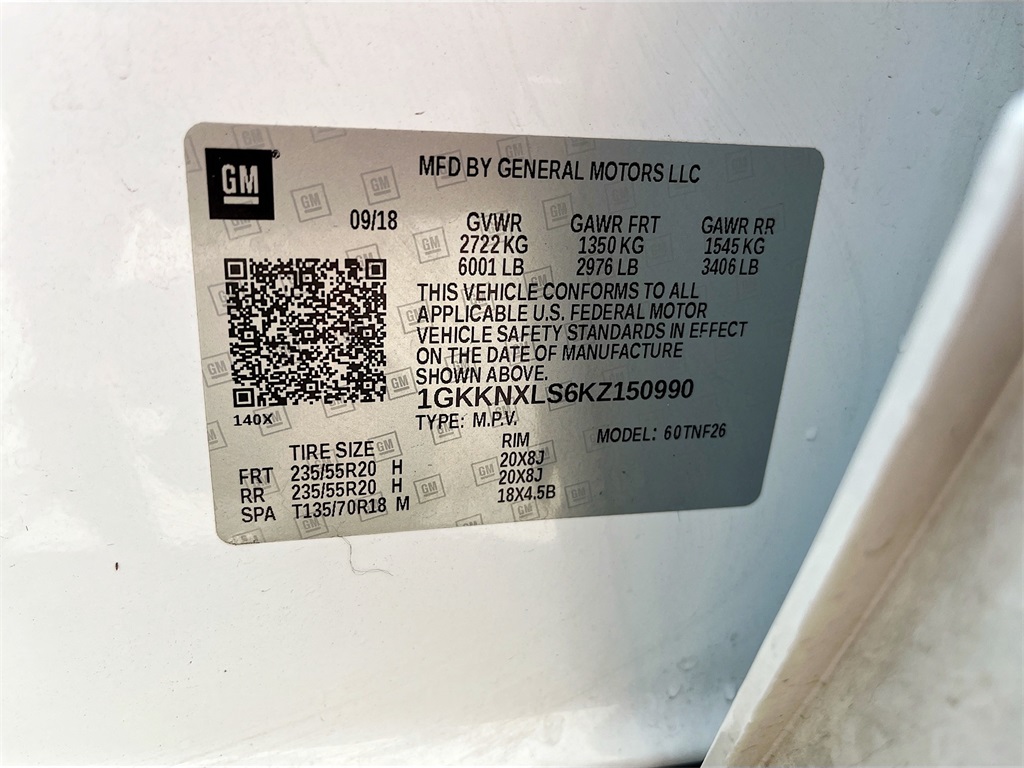 GM
MFD BY GENERAL MOTORS LLC
09/18
GVWR GAWR FRT GAWR RR
2722 KG 1350 KG 1545 KG
6001 LB 2976 LB 3406 LB
THIS VEHICLE CONFORMS TO ALL
APPLICABLE U.S. FEDERAL MOTOR
VEHICLE SAFETY STANDARDS IN EFFECT
ON THE DATE OF MANUFACTURE
SHOWN ABOVE.
1GKKNXLS6KZ150990
140X
TYPE: M.P.V. MODEL: 60TNF26
TIRE SIZE RIM
FRT 235/55R20 H 20X8J
RR 235/55R20 H 20X8J
SPA T135/70R18 M 18X4.5B